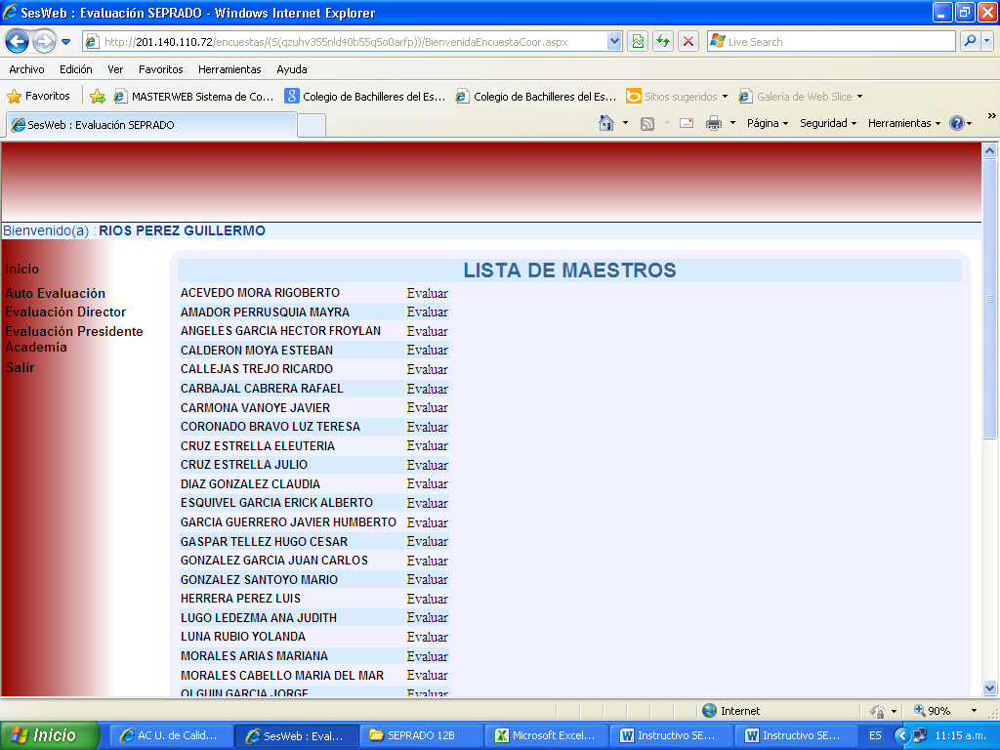 SesWeb : Evaluación SEPRADO - Windows Internet Explorer
http://201.140.110.72/encuestas/(S(qzuhv355nld40b55q5o0arfp))/BienvenidaEncuestaCoor.aspx Live Search
Archivo Edición Ver Favoritos Herramientas Ayuda
Favoritos MASTERWEB Sistema de Co... Colegio de Bachilleres del Es... Colegio de Bachilleres del Es... Sitios sugeridos Galería de Web Slice
SesWeb : Evaluación SEPRADO Página Seguridad Herramientas »
Bienvenido(a) : RIOS PEREZ GUILLERMO
Inicio
Auto Evaluación
Evaluación Director
Evaluación Presidente
Academia
Salir
LISTA DE MAESTROS
ACEVEDO MORA RIGOBERTO Evaluar
AMADOR PERRUSQUIA MAYRA Evaluar
ANGELES GARCIA HECTOR FROYLAN Evaluar
CALDERON MOYA ESTEBAN Evaluar
CALLEJAS TREJO RICARDO Evaluar
CARBAJAL CABRERA RAFAEL Evaluar
CARMONA VANOYE JAVIER Evaluar
CORONADO BRAVO LUZ TERESA Evaluar
CRUZ ESTRELLA ELEUTERIA Evaluar
CRUZ ESTRELLA JULIO Evaluar
DIAZ GONZALEZ CLAUDIA Evaluar
ESQUIVEL GARCIA ERICK ALBERTO Evaluar
GARCIA GUERRERO JAVIER HUMBERTO Evaluar
GASPAR TELLEZ HUGO CESAR Evaluar
GONZALEZ GARCIA JUAN CARLOS Evaluar
GONZALEZ SANTOYO MARIO Evaluar
HERRERA PEREZ LUIS Evaluar
LUGO LEDEZMA ANA JUDITH Evaluar
LUNA RUBIO YOLANDA Evaluar
MORALES ARIAS MARIANA Evaluar
MORALES CABELLO MARIA DEL MAR Evaluar
OLGUIN GARCIA JORGE Evaluar
Internet 90%
Inicio AC U. de Calid... SesWeb : Eval... SEPRADO 12B Microsoft Excel... Instructivo SE... Instructivo SE... ES 11:15 a.m.